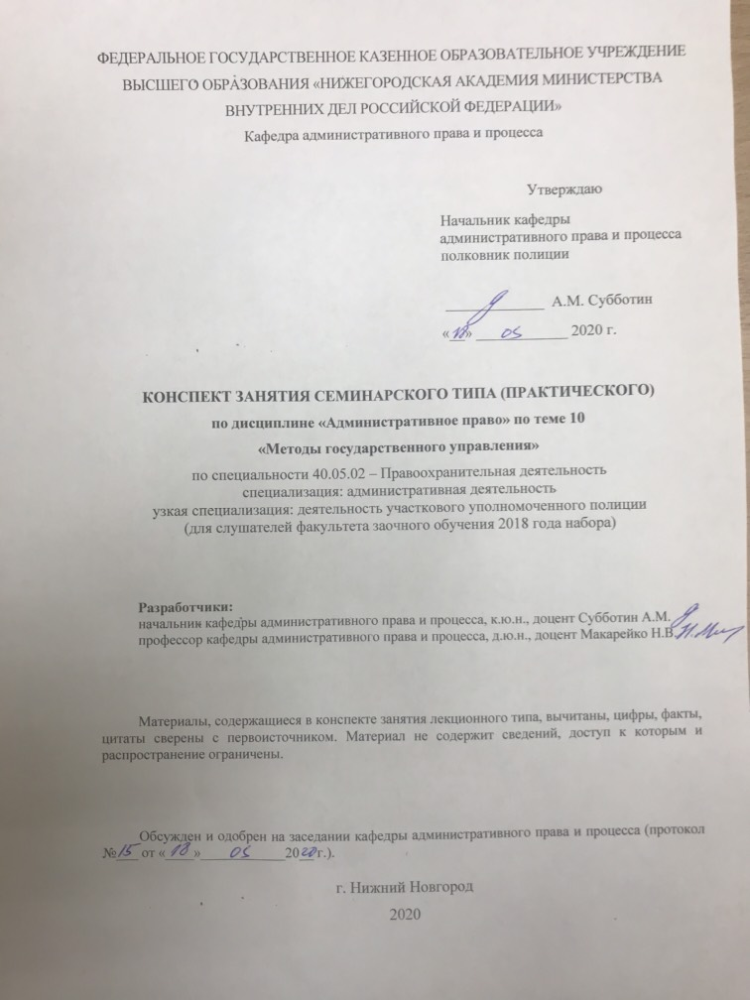 ФЕДЕРАЛЬНОЕ ГОСУДАРСТВЕННОЕ КАЗЕННОЕ ОБРАЗОВАТЕЛЬНОЕ УЧРЕЖДЕНИЕ
ВЫСШЕГО ОБРАЗОВАНИЯ «НИЖЕГОРОДСКАЯ АКАДЕМИЯ МИНИСТЕРСТВА
ВНУТРЕННИХ ДЕЛ РОССИЙСКОЙ ФЕДЕРАЦИИ»
Кафедра административного права и процесса
Утверждаю
Начальник кафедры
административного права и процесса
полковник полиции
А.М. Субботин
«18» 05 2020 г.
КОНСПЕКТ ЗАНЯТИЯ СЕМИНАРСКОГО ТИПА (ПРАКТИЧЕСКОГО)
по дисциплине «Административное право» по теме 10
«Методы государственного управления»
по специальности 40.05.02 – Правоохранительная деятельность
специализация: административная деятельность
узкая специализация: деятельность участкового уполномоченного полиции
(для слушателей факультета заочного обучения 2018 года набора)
Разработчики:
начальник кафедры административного права и процесса, к.ю.н., доцент Субботин А.М.
профессор кафедры административного права и процесса, д.ю.н., доцент Макарейко Н.В.
Материалы, содержащиеся в конспекте занятия лекционного типа, вычитаны, цифры, факты,
цитаты сверены с первоисточником. Материал не содержит сведений, доступ к которым и
распространение ограничены.
Обсужден и одобрен на заседании кафедры административного права и процесса (протокол
№15 от «18» 05 2020 г.).
г. Нижний Новгород
2020